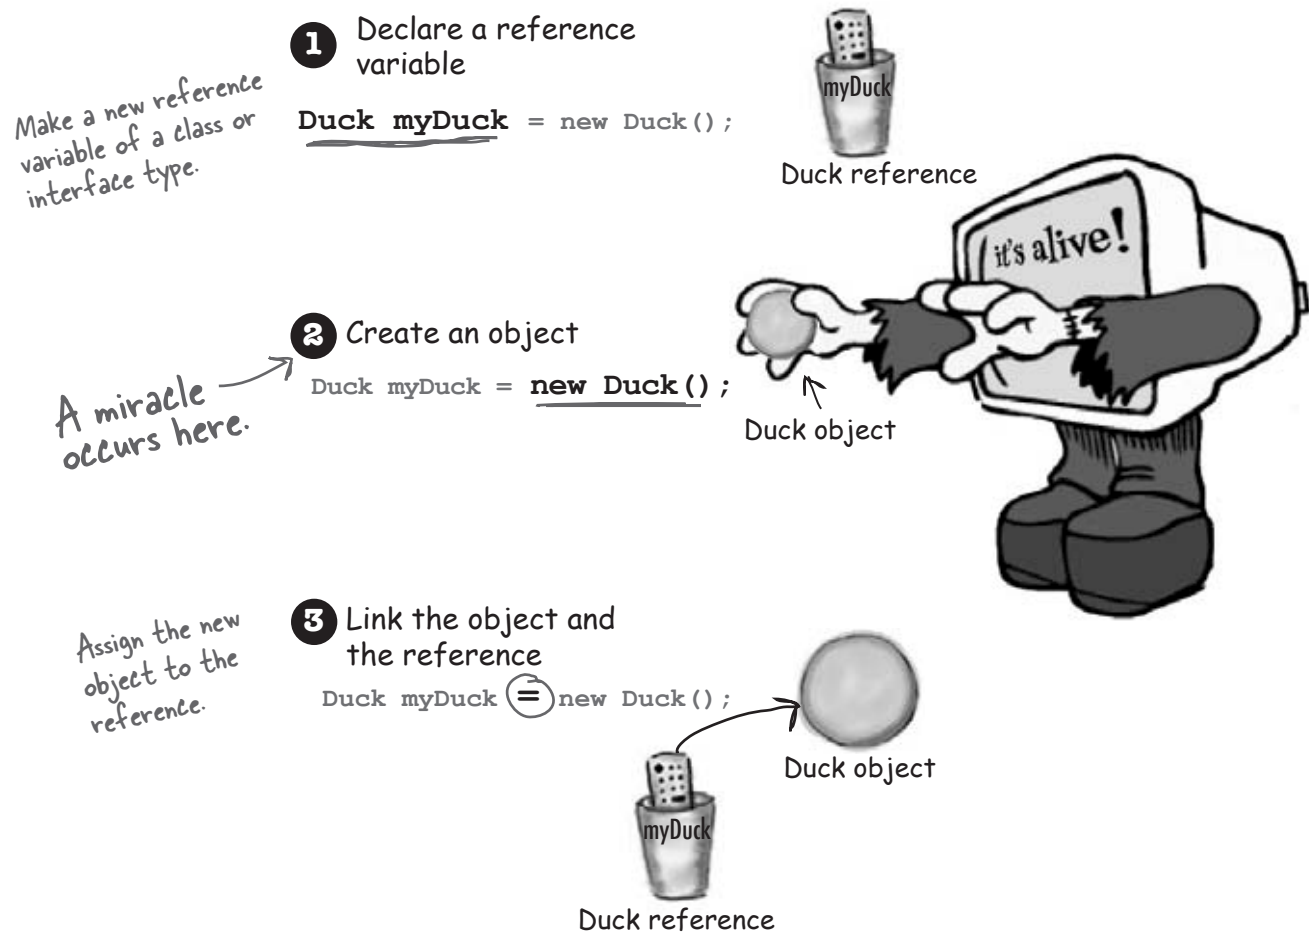 1 Declare a reference
variable
Make a new reference
variable of a class or
interface type.
Duck myDuck = new Duck();
myDuck
Duck reference
it's alive!
2 Create an object
Duck myDuck = new Duck();
A miracle
occurs here.
Duck object
3 Link the object and
the reference
Assign the new
object to the
reference.
Duck myDuck = new Duck();
Duck object
myDuck
Duck reference